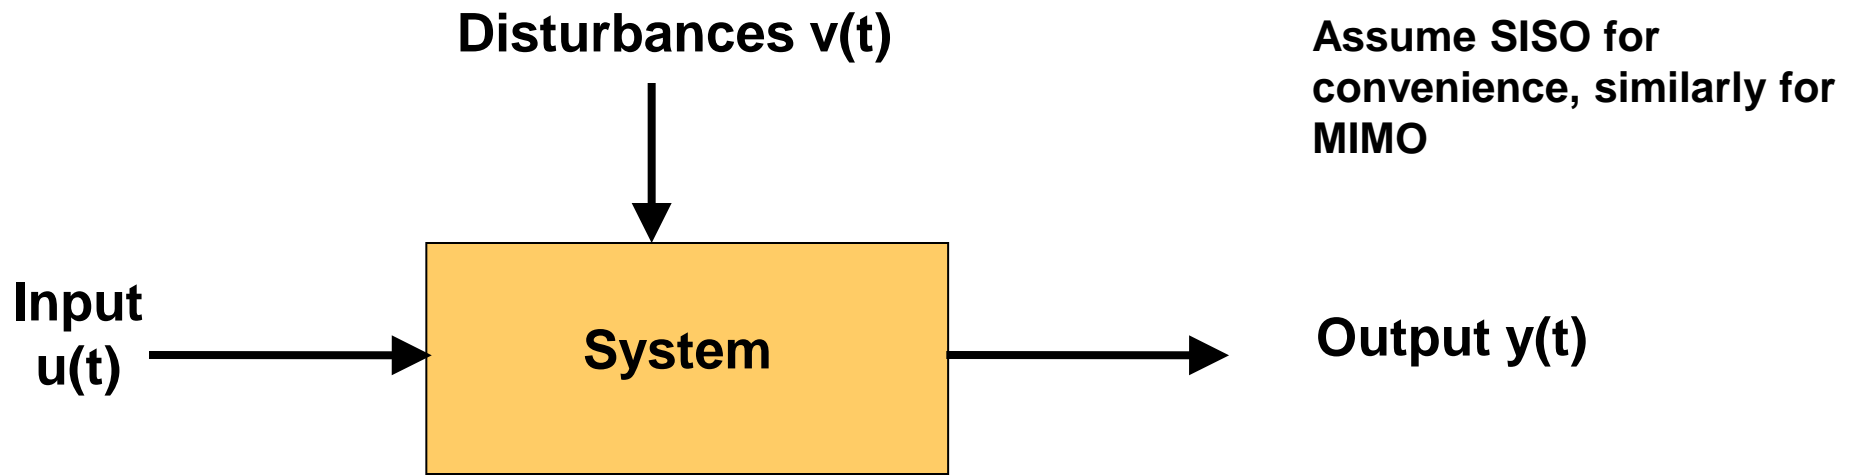 Disturbances v(t)
Assume SISO for
convenience, similarly for
MIMO
Input
u(t)
System
Output y(t)